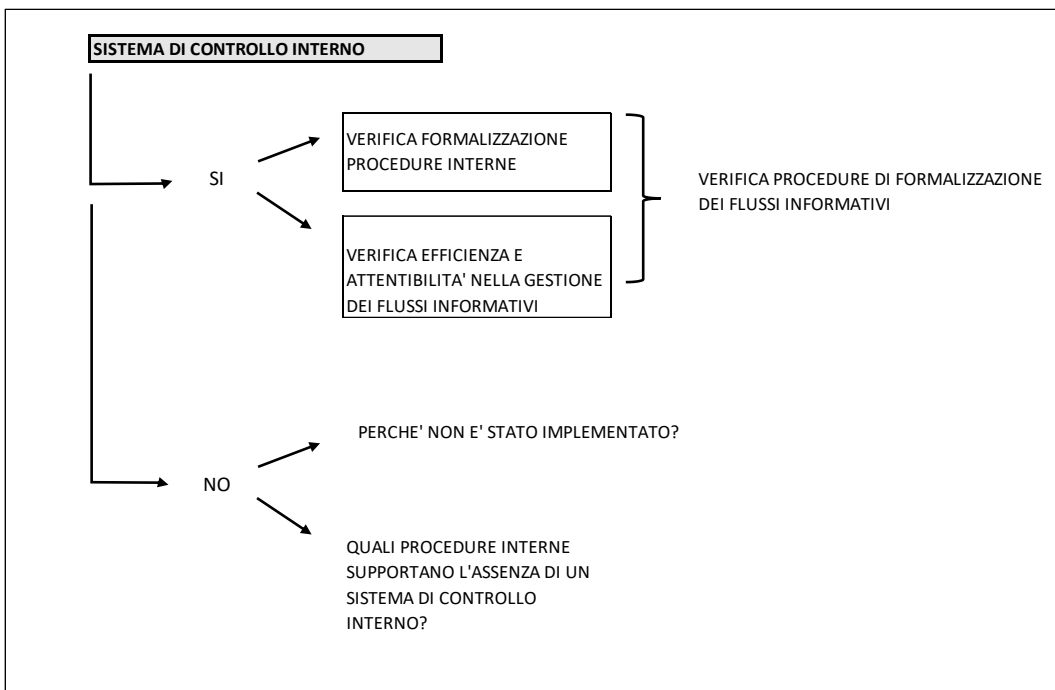 SISTEMA DI CONTROLLO INTERNO
SI
VERIFICA FORMALIZZAZIONE
PROCEDURE INTERNE
VERIFICA EFFICIENZA E
ATTENTIBILITA' NELLA GESTIONE
DEI FLUSSI INFORMATIVI
VERIFICA PROCEDURE DI FORMALIZZAZIONE
DEI FLUSSI INFORMATIVI
NO
PERCHE' NON E' STATO IMPLEMENTATO?
QUALI PROCEDURE INTERNE
SUPPORTANO L'ASSENZA DI UN
SISTEMA DI CONTROLLO
INTERNO?